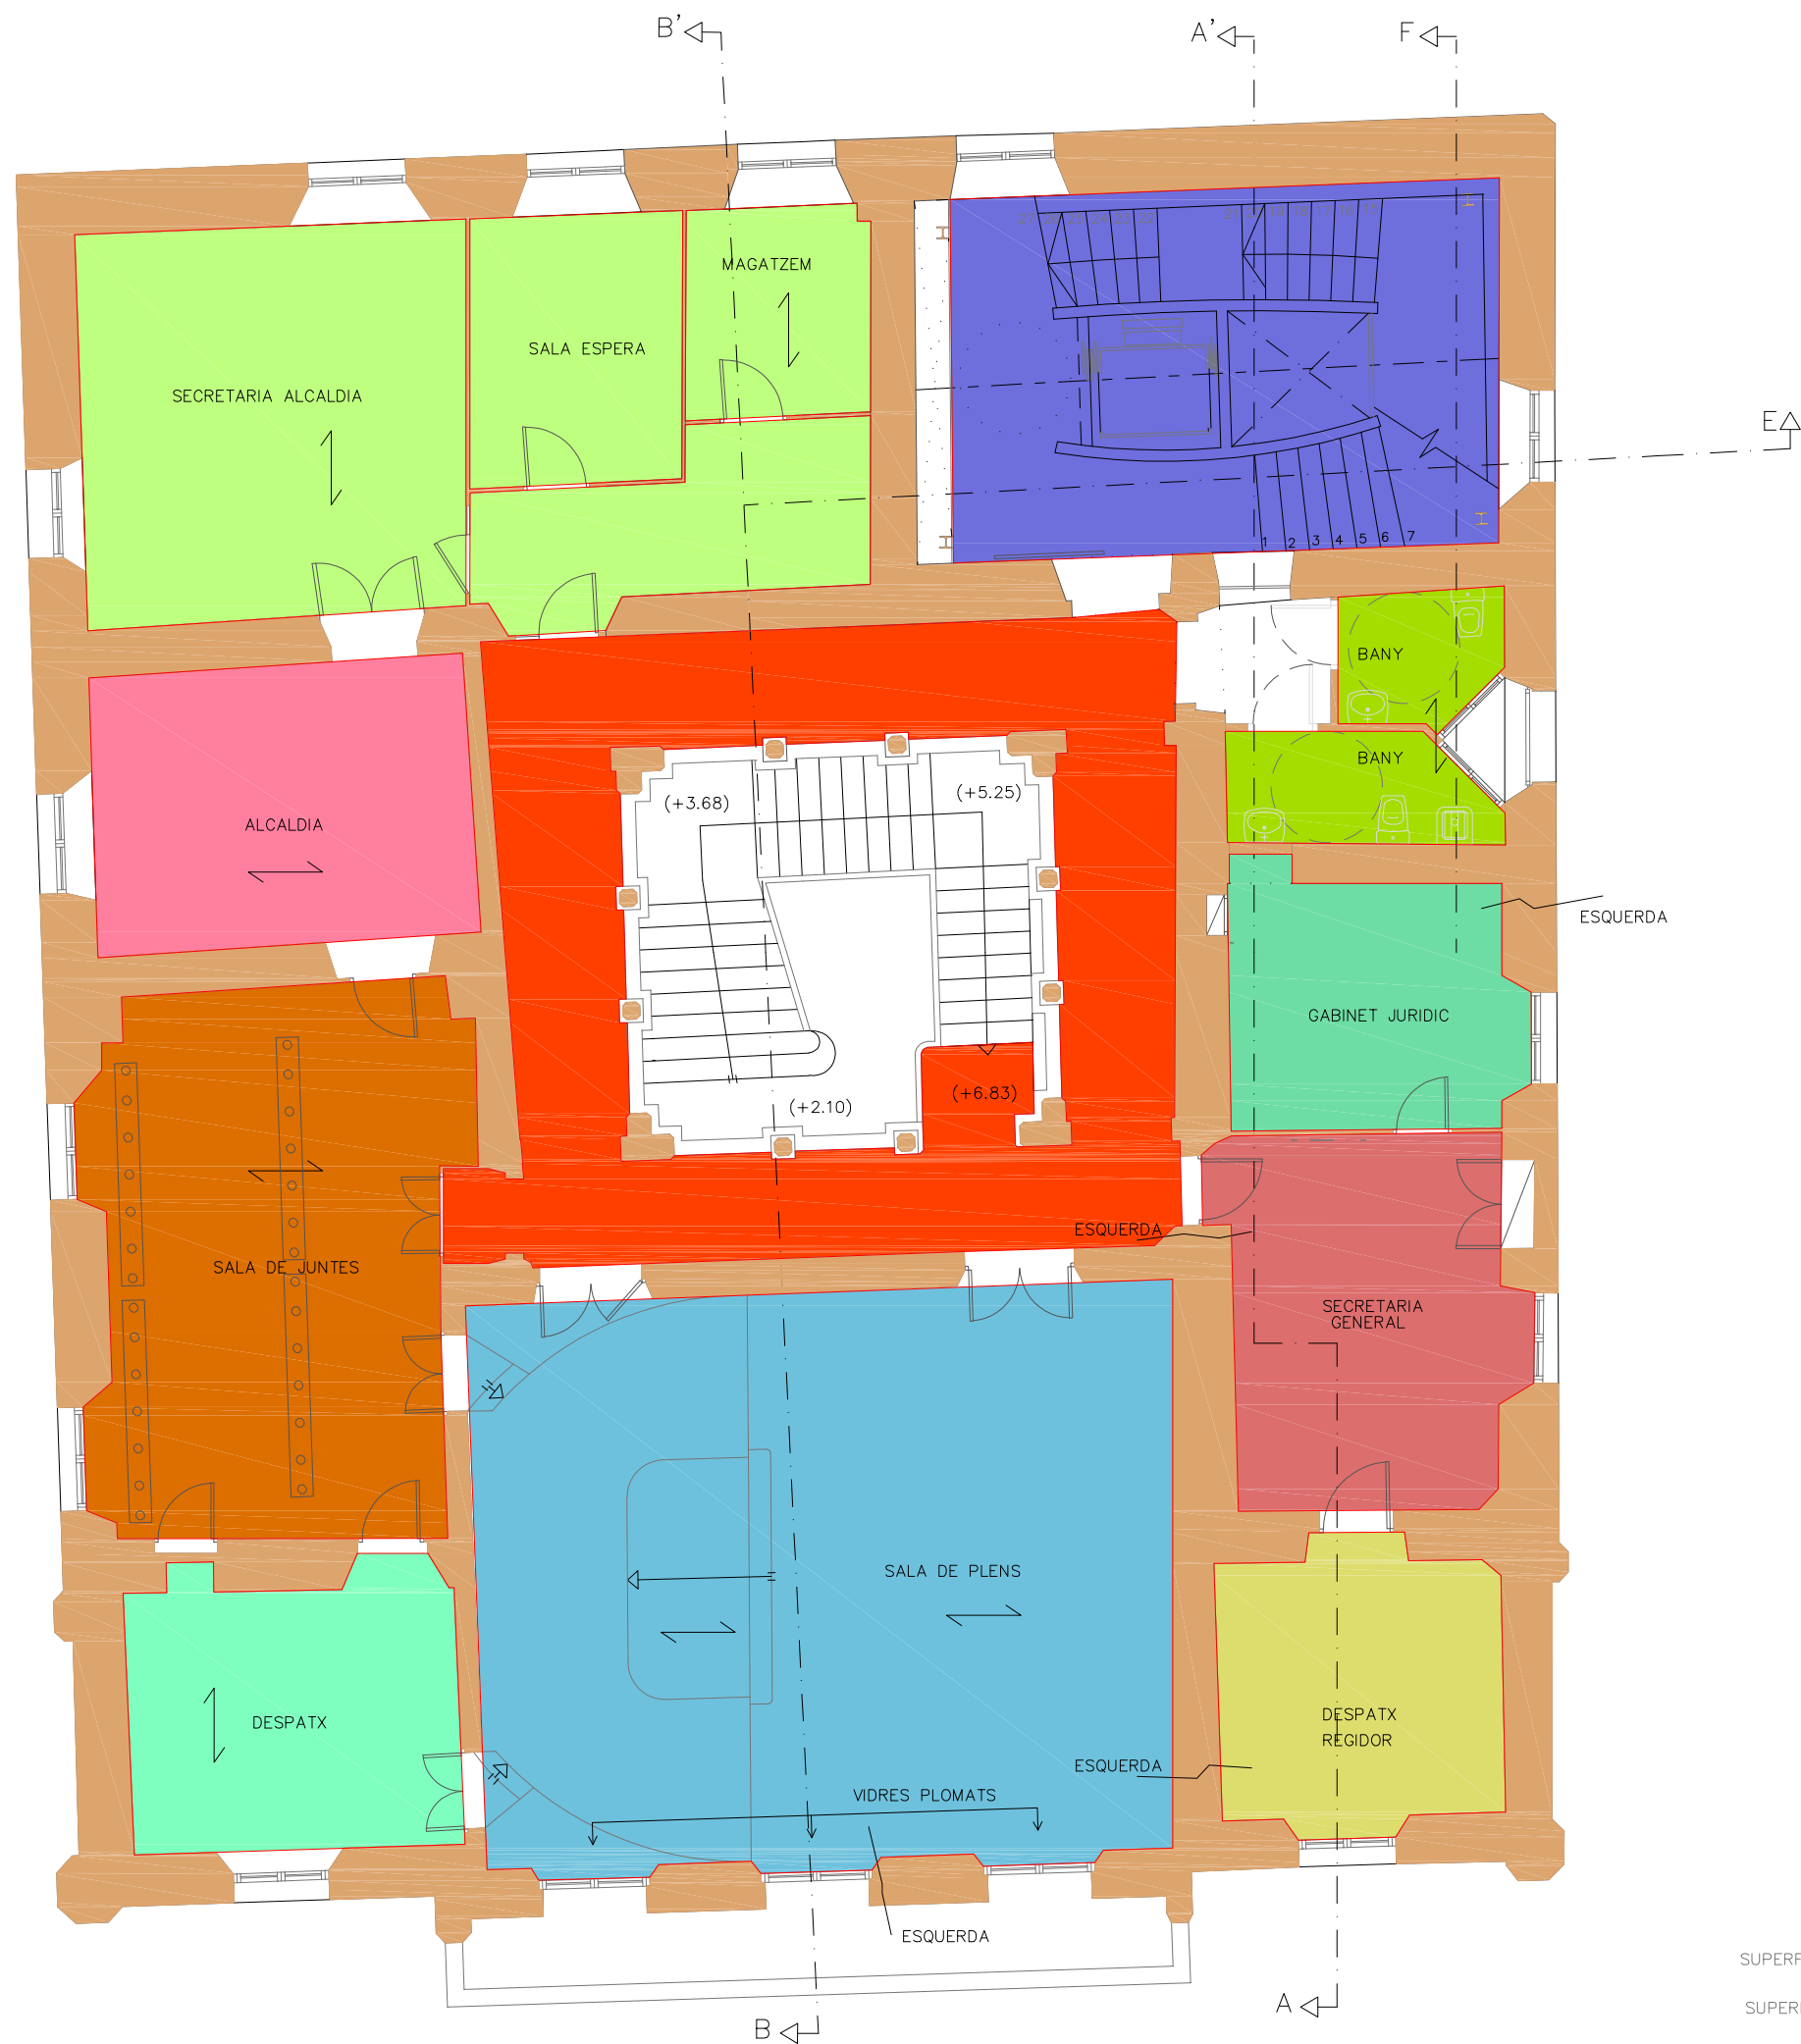 B'
A'
F
MAGATZEM
SALA ESPERA
SECRETARIA ALCALDIA
E
1 2 3 4 5 6 7
BANY
BANY
(+3.68)
(+5.25)
ALCALDIA
ESQUERDA
GABINET JURIDIC
(+6.83)
(+2.10)
ESQUERDA
SALA DE JUNTES
SECRETARIA
GENERAL
SALA DE PLENS
DESPATX
DESPATX
REGIDOR
ESQUERDA
VIDRES PLOMATS
ESQUERDA
A
B